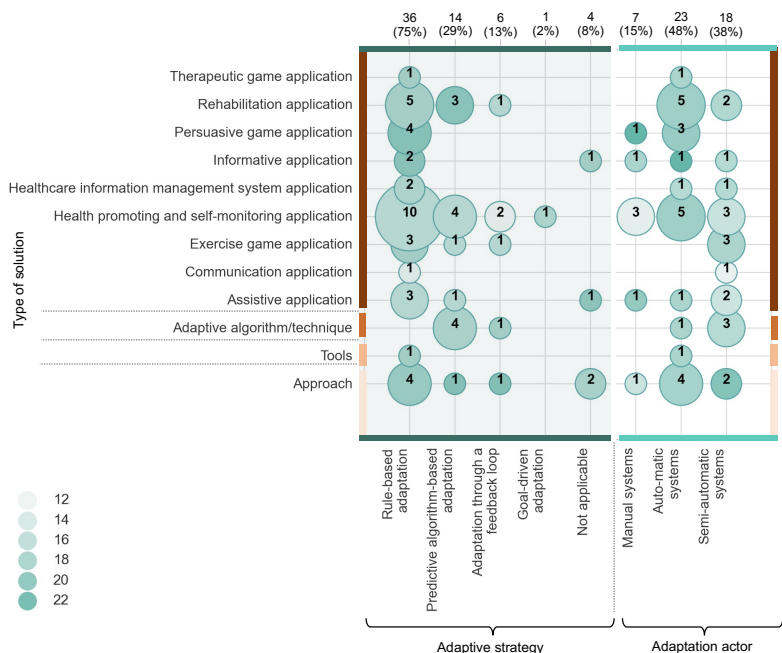 36 14 6 1 4 7 23 18
(75%) (29%) (13%) (2%) (8%) (15%) (48%) (38%)
Therapeutic game application 1 1
Rehabilitation application 5 3 1 5 2
Persuasive game application 4 1 3
Informative application 2 1 1 1 1
Healthcare information management system application 2 1 1
Health promoting and self-monitoring application 10 4 2 1 3 5 3
Exercise game application 3 1 1 3
Communication application 1 1
Assistive application 3 1 1 1 1 2
Adaptive algorithm/technique 4 1 1 3
Tools 1 1
Approach 4 1 1 2 1 4 2
Type of solution
Rule-based
adaptation
Predictive algorithm-based
adaptation
Adaptation through a
feedback loop
Goal-driven
adaptation
Not applicable
Manual systems
Auto-matic
systems
Semi-automatic
systems
12
14
16
18
20
22
Adaptive strategy
Adaptation actor